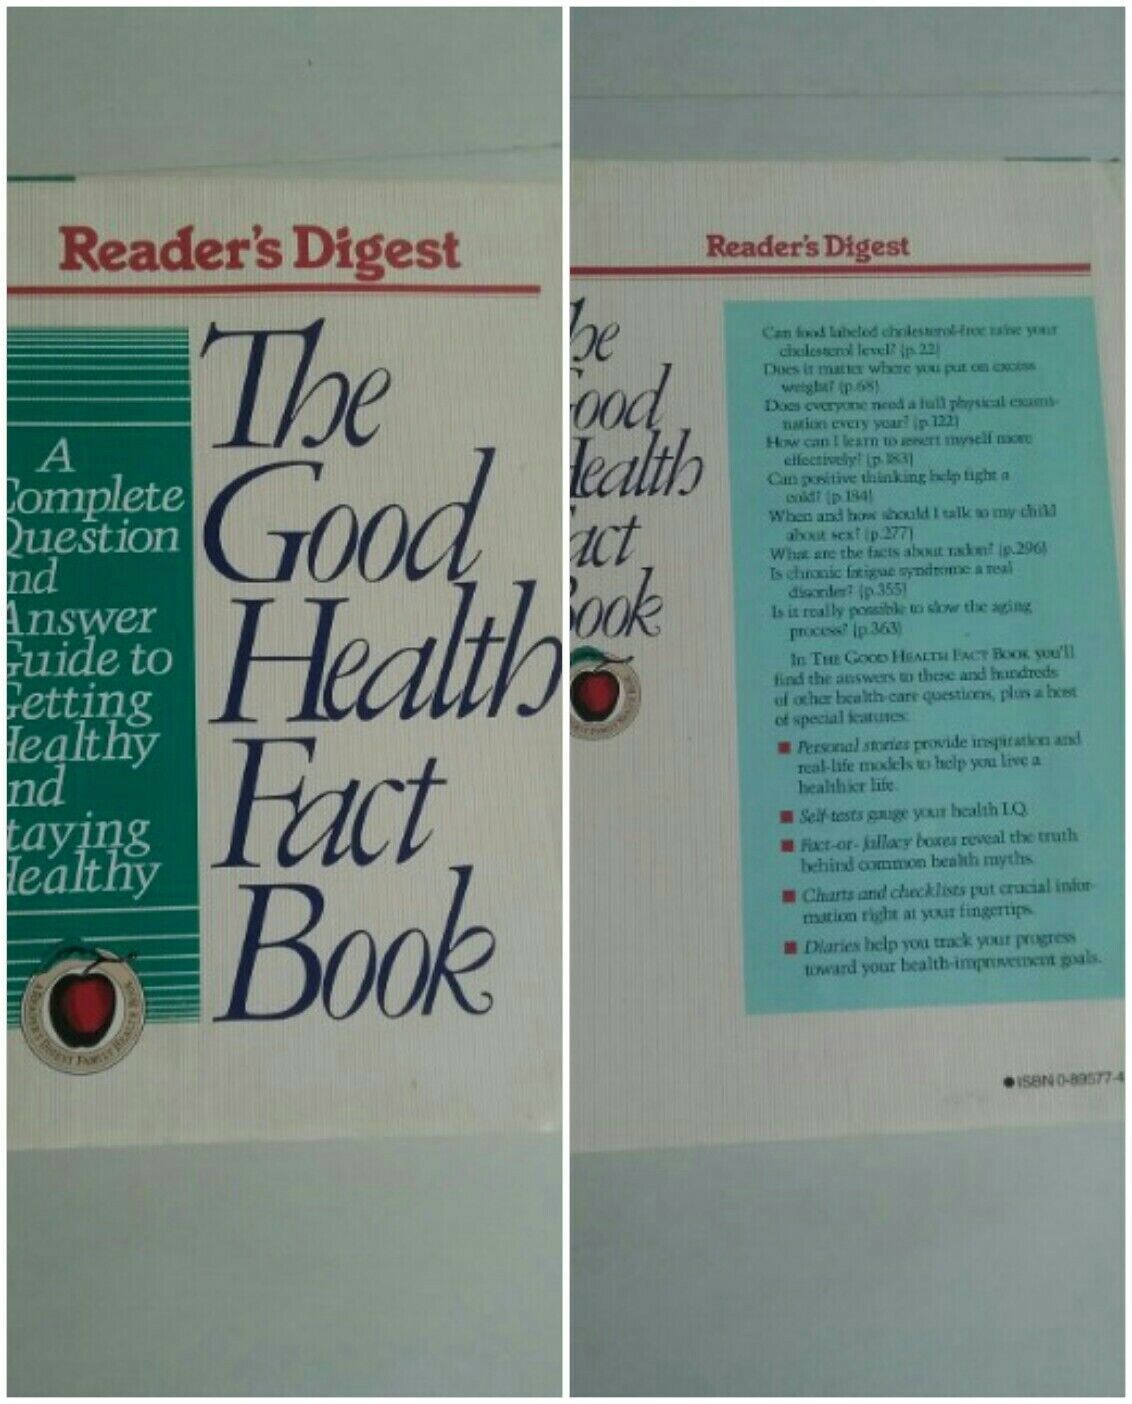 Reader's Digest
A
Complete
Question
nd
Answer
Guide to
Getting
Healthy
nd
taying
Healthy
The
Good
Health
Fact
Book
A READER'S DIGEST FAMILY HEALTH BOOK
Reader's Digest
he
ood
Health
act
ook
Can food labeled cholesterol-free raise your
cholesterol level? (p.22)
Does it matter where you put on excess
weight? (p.68)
Does everyone need a full physical exami-
nation every year? (p.122)
How can I learn to assert myself more
effectively? (p.183)
Can positive thinking help fight a
cold? (p.184)
When and how should I talk to my child
about sex? (p.277)
What are the facts about radon? (p.296)
Is chronic fatigue syndrome a real
disorder? (p.355)
Is it really possible to slow the aging
process? (p.363)
In THE GOOD HEALTH FACT BOOK you'll
find the answers to these and hundreds
of other health-care questions, plus a host
of special features:
Personal stories provide inspiration and
real-life models to help you live a
healthier life.
Self-tests gauge your health I.Q.
Fact-or-fallacy boxes reveal the truth
behind common health myths.
Charts and checklists put crucial infor-
mation right at your fingertips.
Diaries help you track your progress
toward your health-improvement goals.
ISBN 0-89577-4